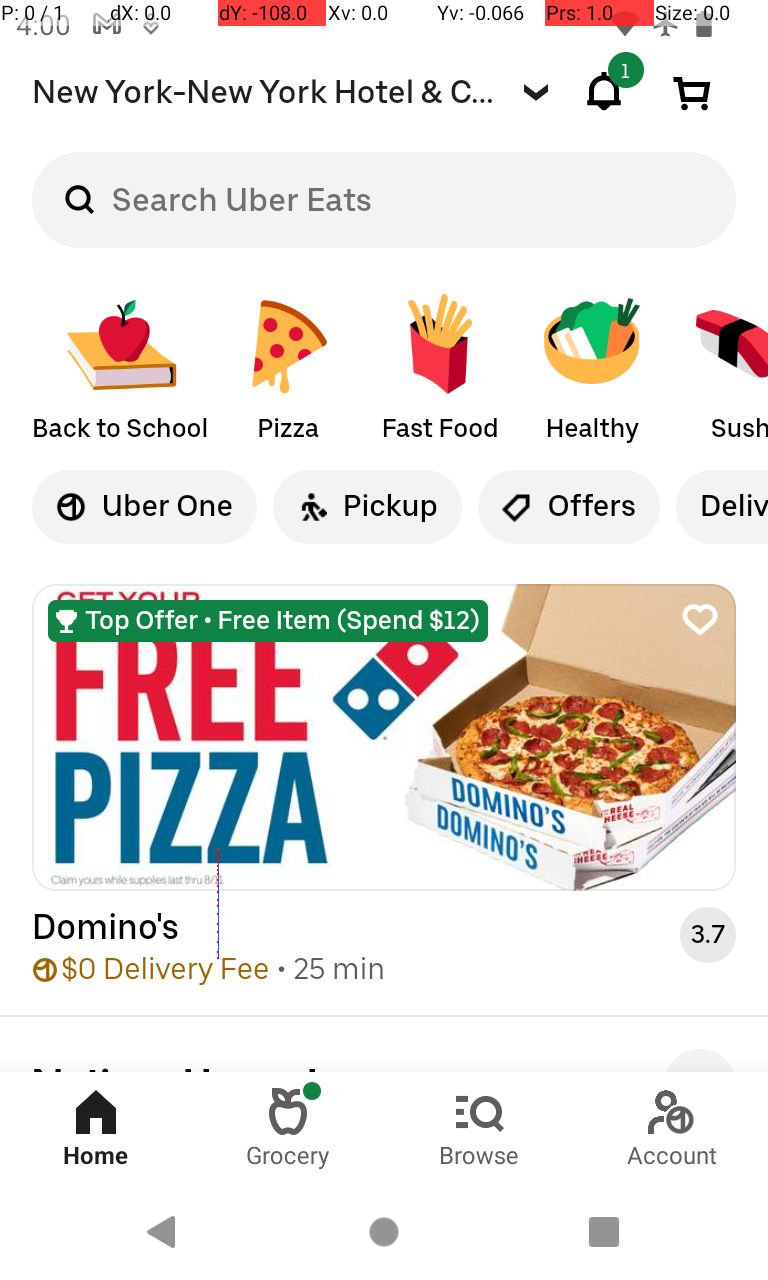 P: 0 / 1 dX: 0.0 dY: -108.0 Xv: 0.0 Yv: -0.066 Prs: 1.0 Size: 0.0
4:00
New York-New York Hotel & C...
1
Search Uber Eats
Back to School Pizza Fast Food Healthy Sush
Uber One Pickup Offers Deliv
Top Offer • Free Item (Spend $12)
FREE
PIZZA
DOMINO'S
DOMINO'S
Claim yours while supplies last thru 8/
Domino's
3.7
$0 Delivery Fee • 25 min
Home Grocery Browse Account